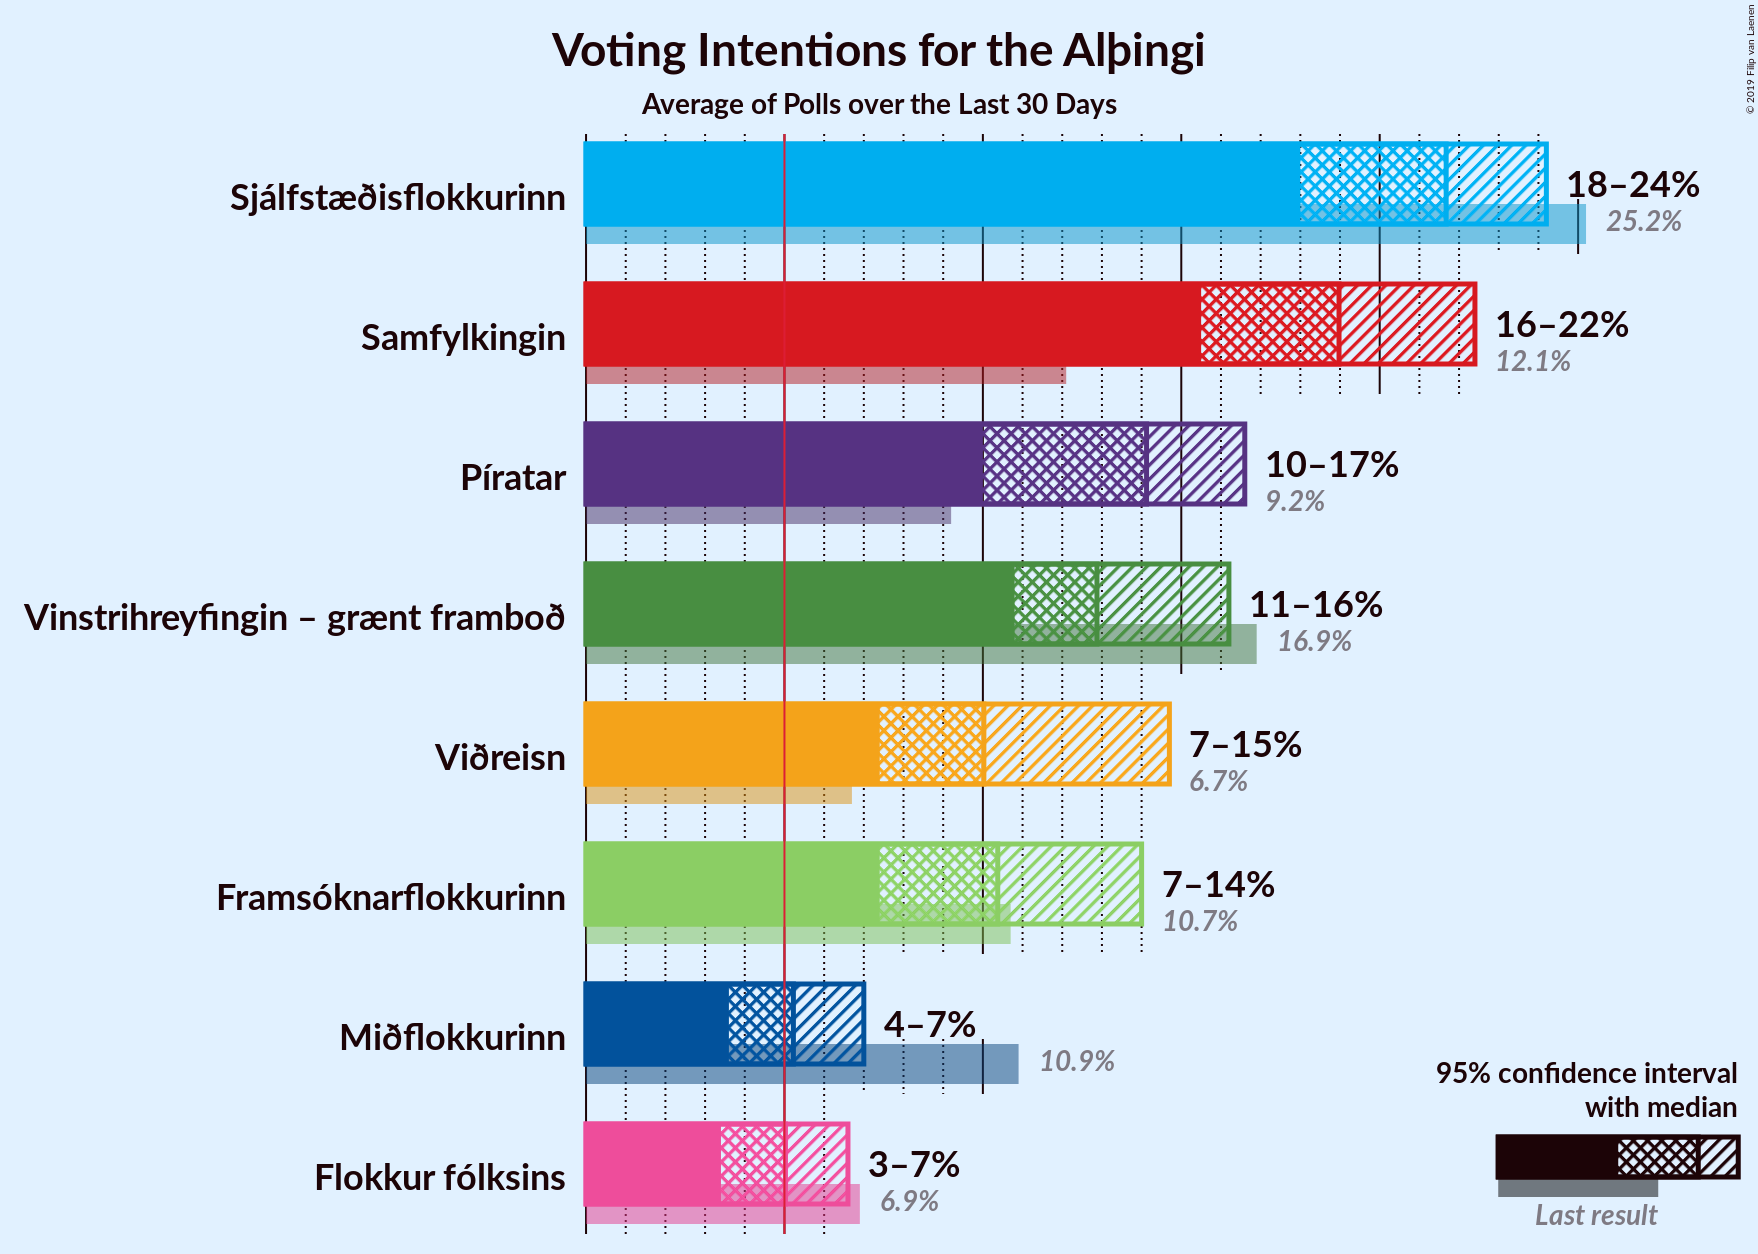 Voting Intentions for the Alþingi
Average of Polls over the Last 30 Days
© 2019 Filip van Laenen
Sjálfstæðisflokkurinn
18–24%
25.2%
Samfylkingin
16–22%
12.1%
Píratar
10–17%
9.2%
Vinstrihreyfingin – grænt framboð
11–16%
16.9%
Viðreisn
7–15%
6.7%
Framsóknarflokkurinn
7–14%
10.7%
Miðflokkurinn
4–7%
10.9%
Flokkur fólksins
3–7%
6.9%
95% confidence interval
with median
Last result